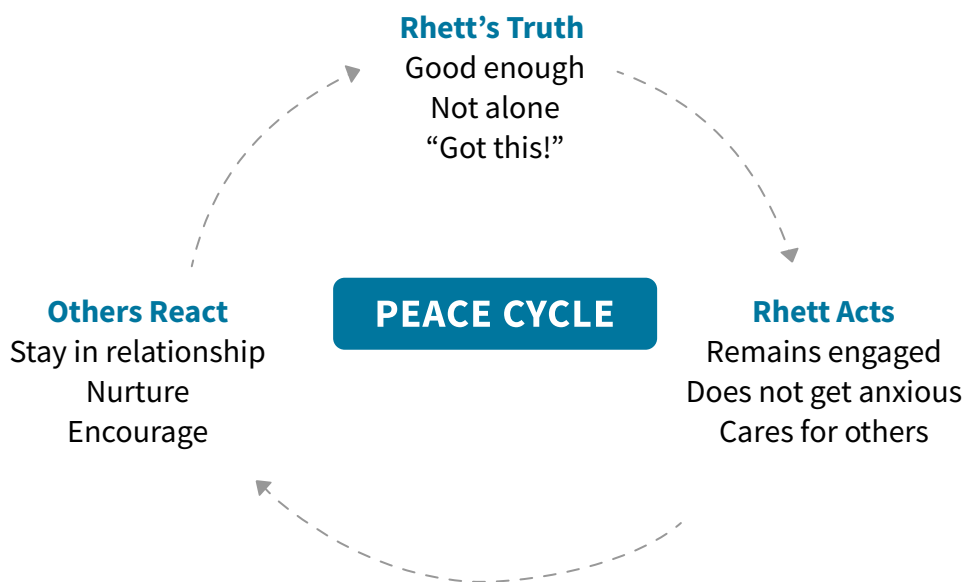 Rhett’s Truth
Good enough
Not alone
“Got this!”
PEACE CYCLE
Others React
Stay in relationship
Nurture
Encourage
Rhett Acts
Remains engaged
Does not get anxious
Cares for others